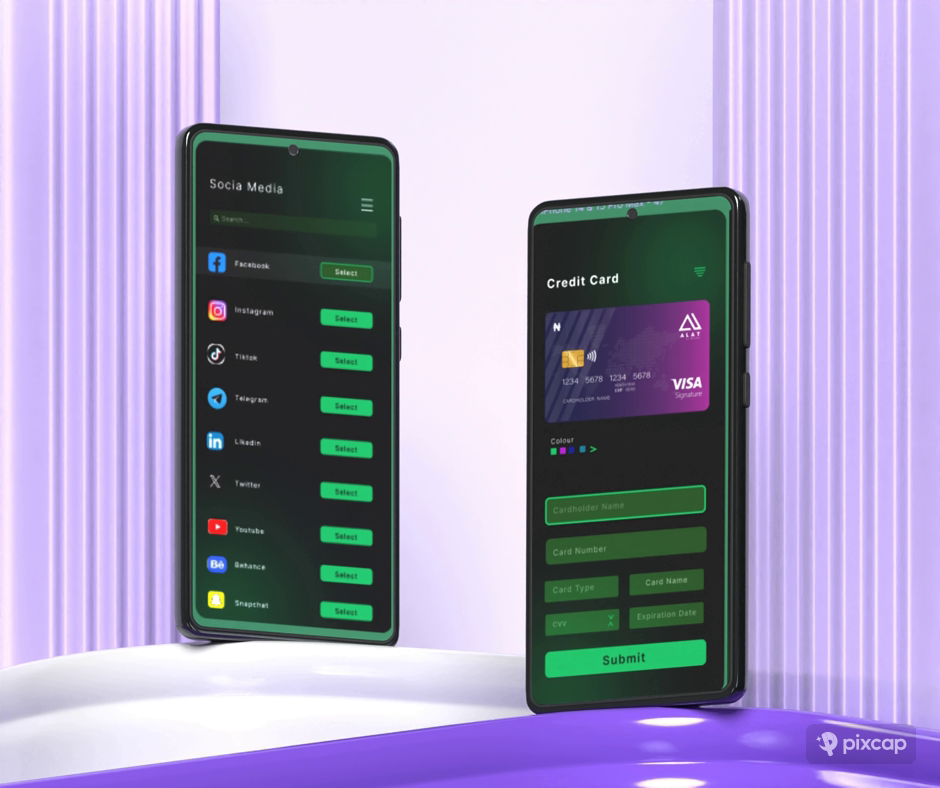 Socia Media
Search...
Facebook
Select
Instagram
Select
Tiktok
Select
Telegram
Select
Likedin
Select
Twitter
Select
Youtube
Select
Behance
Select
Snapchat
Select
iPhone 14 & 15 Pro Max - 47
Credit Card
ALAT
1234 5678 1234 5678
CARDHOLDER NAME
VISA
Signature
Colour
Cardholder Name
Card Number
Card Type
Card Name
CVV
Expiration Date
Submit
pixcap